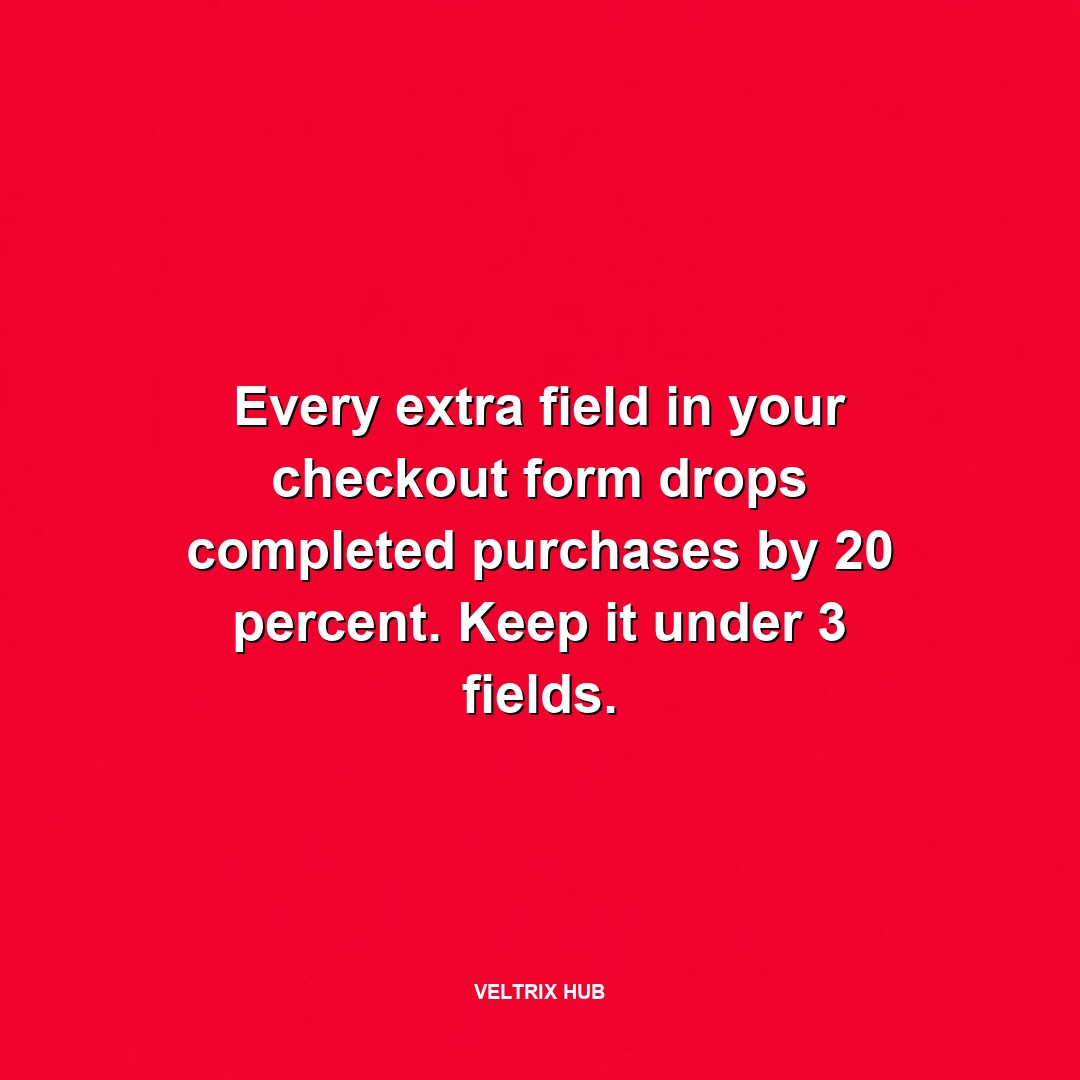 Every extra field in your
checkout form drops
completed purchases by 20
percent. Keep it under 3
fields.
VELTRIX HUB